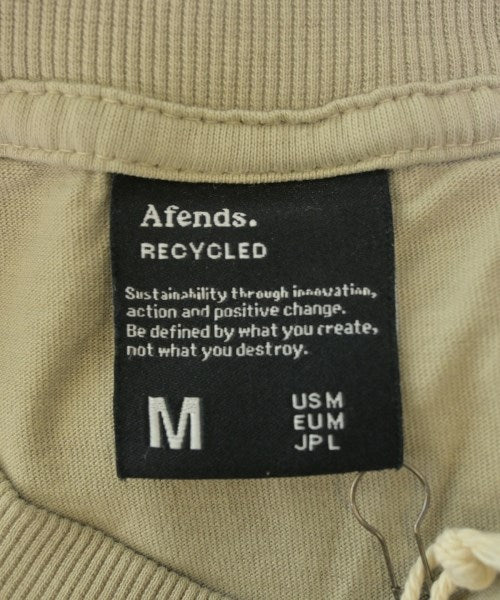 Afends.
RECYCLED
Sustainability through innovation,
action and positive change.
Be defined by what you create,
not what you destroy.
M
US M
EU M
JP L